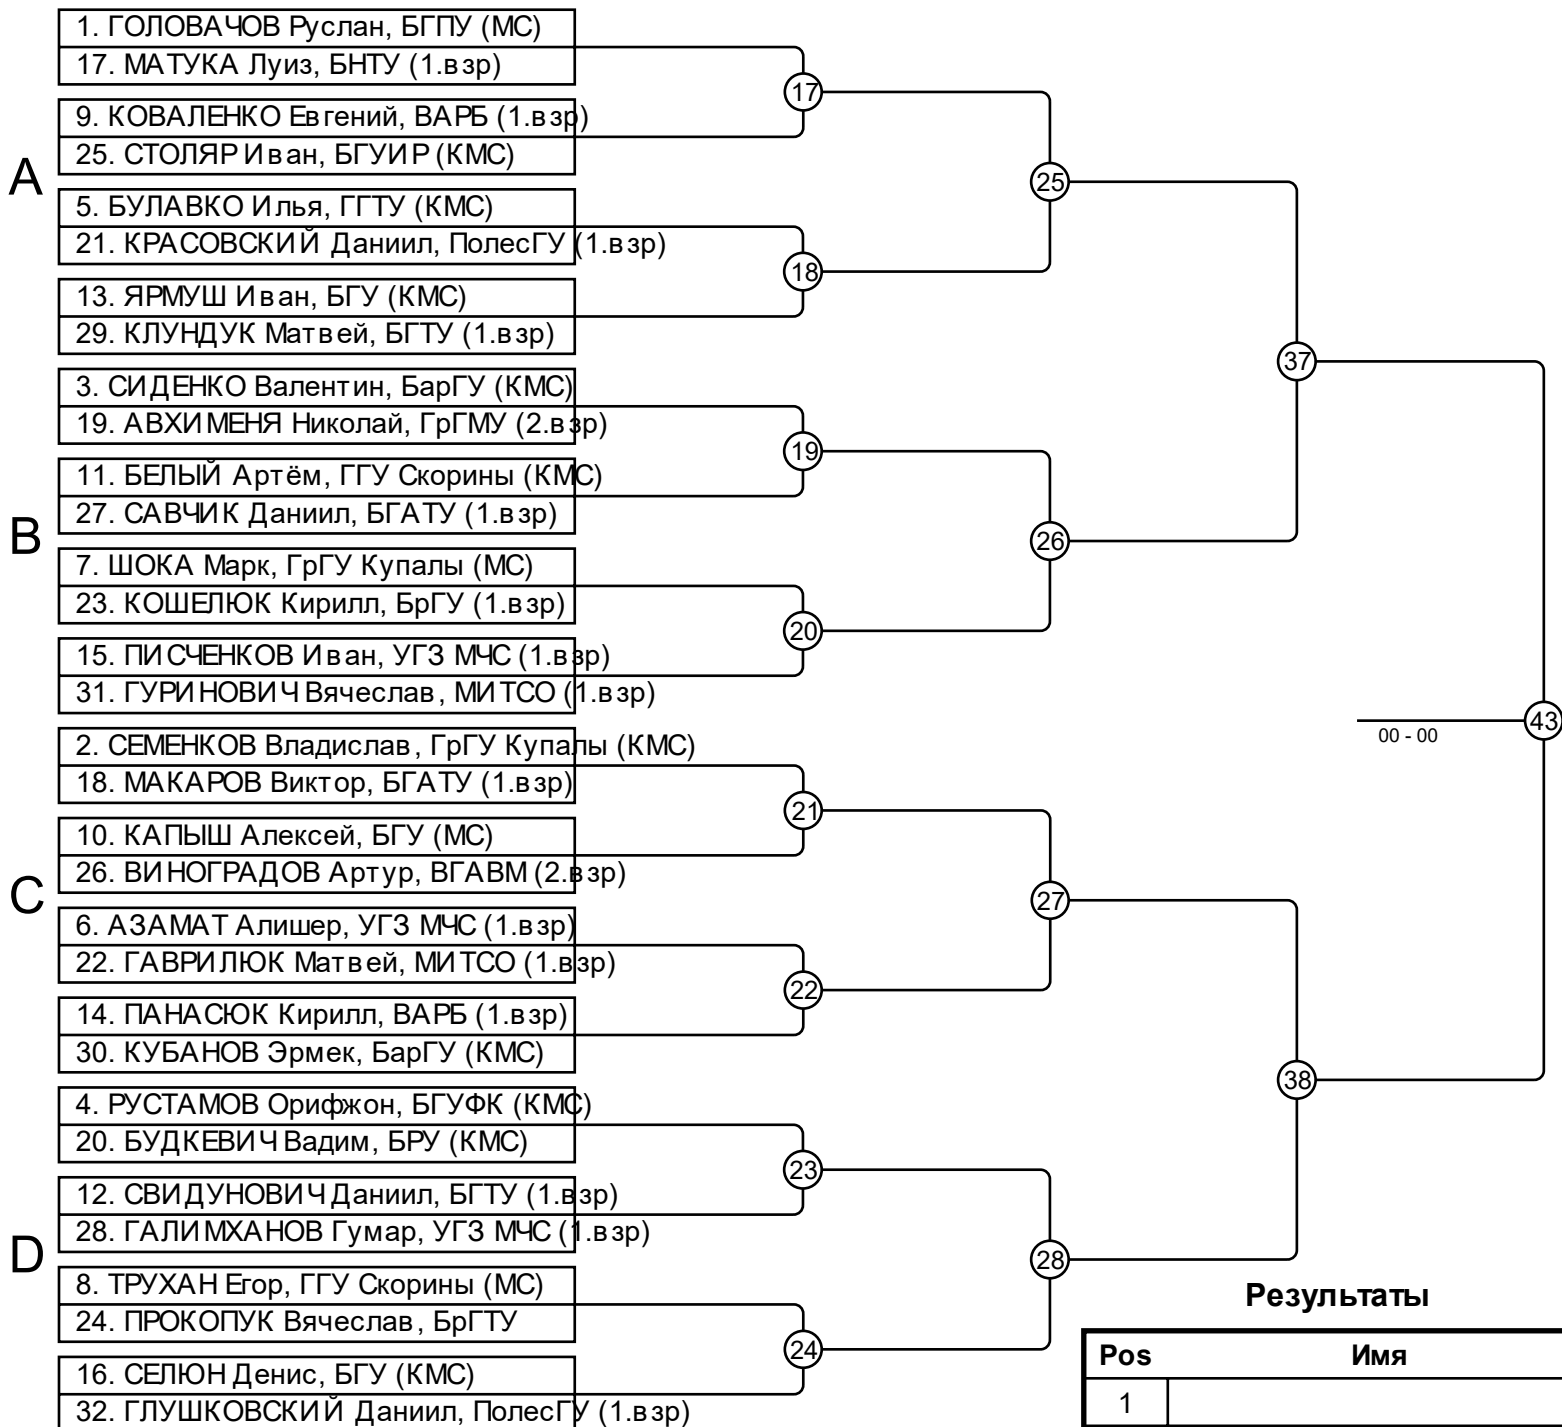 1. ГОЛОВАЧОВ Руслан, БГПУ (МС)
17. МАТУКА Луиз, БНТУ (1.взр)
17
9. КОВАЛЕНКО Евгений, ВАРБ (1.взр)
25. СТОЛЯР Иван, БГУИР (КМС)
A
25
5. БУЛАВКО Илья, ГГТУ (КМС)
21. КРАСОВСКИЙ Даниил, ПолесГУ (1.взр)
18
13. ЯРМУШ Иван, БГУ (КМС)
29. КЛУНДУК Матвей, БГТУ (1.взр)
37
3. СИДЕНКО Валентин, БарГУ (КМС)
19. АВХИМЕНЯ Николай, ГрГМУ (2.взр)
19
11. БЕЛЫЙ Артём, ГГУ Скорины (КМС)
27. САВЧИК Даниил, БГАТУ (1.взр)
B
26
7. ШОКА Марк, ГрГУ Купалы (МС)
23. КОШЕЛЮК Кирилл, БрГУ (1.взр)
20
15. ПИСЧЕНКОВ Иван, УГЗ МЧС (1.взр)
31. ГУРИНОВИЧ Вячеслав, МИТСО (1.взр)
43
00 - 00
2. СЕМЕНКОВ Владислав, ГрГУ Купалы (КМС)
18. МАКАРОВ Виктор, БГАТУ (1.взр)
21
10. КАПЫШ Алексей, БГУ (МС)
26. ВИНОГРАДОВ Артур, ВГАВМ (2.взр)
C
27
6. АЗАМАТ Алишер, УГЗ МЧС (1.взр)
22. ГАВРИЛЮК Матвей, МИТСО (1.взр)
22
14. ПАНАСЮК Кирилл, ВАРБ (1.взр)
30. КУБАНОВ Эрмек, БарГУ (КМС)
38
4. РУСТАМОВ Орифжон, БГУФК (КМС)
20. БУДКЕВИЧ Вадим, БРУ (КМС)
23
12. СВИДУНОВИЧ Даниил, БГТУ (1.взр)
28. ГАЛИМХАНОВ Гумар, УГЗ МЧС (1.взр)
D
28
8. ТРУХАН Егор, ГГУ Скорины (МС)
24. ПРОКОПУК Вячеслав, БрГТУ
24
16. СЕЛЮН Денис, БГУ (КМС)
32. ГЛУШКОВСКИЙ Даниил, ПолесГУ (1.взр)
Результаты
Pos Имя
1